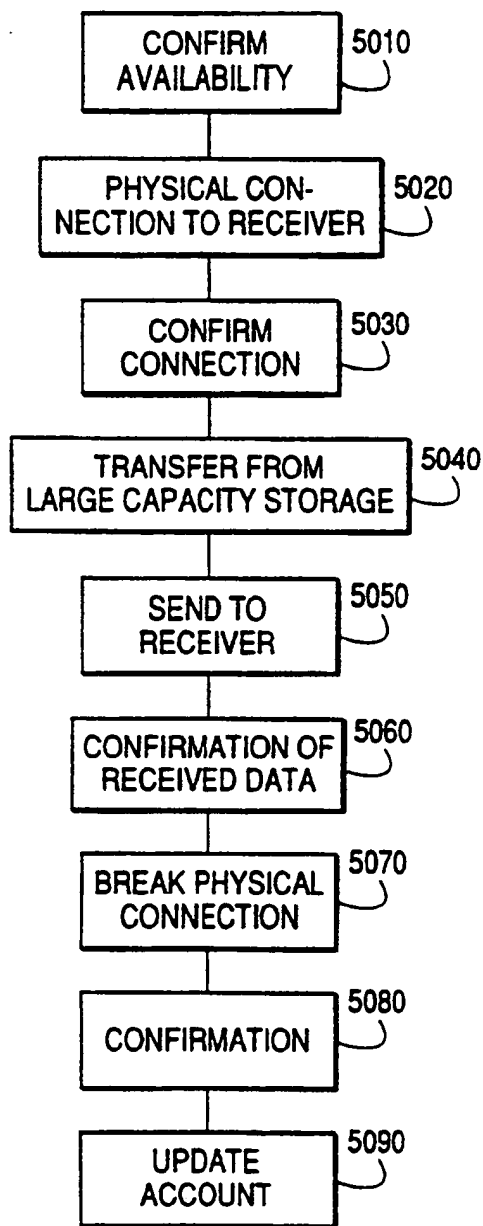 CONFIRM
AVAILABILITY
5010
PHYSICAL CON-
NECTION TO RECEIVER
5020
CONFIRM
CONNECTION
5030
TRANSFER FROM
LARGE CAPACITY STORAGE
5040
SEND TO
RECEIVER
5050
CONFIRMATION OF
RECEIVED DATA
5060
BREAK PHYSICAL
CONNECTION
5070
CONFIRMATION
5080
UPDATE
ACCOUNT
5090